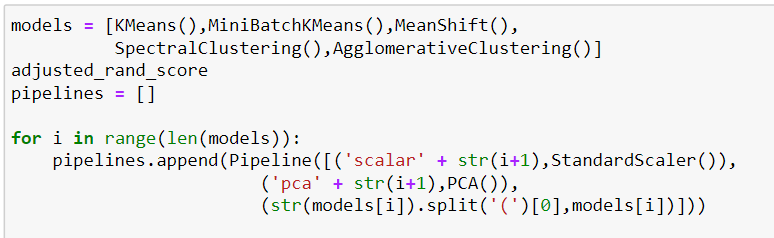 models = [KMeans(),MiniBatchKMeans(),MeanShift(),
          SpectralClustering(),AgglomerativeClustering()]
adjusted_rand_score
pipelines = []

for i in range(len(models)):
    pipelines.append(Pipeline([('scalar' + str(i+1),StandardScaler()),
                         ('pca' + str(i+1),PCA()),
                         (str(models[i]).split('(')[0],models[i])]))